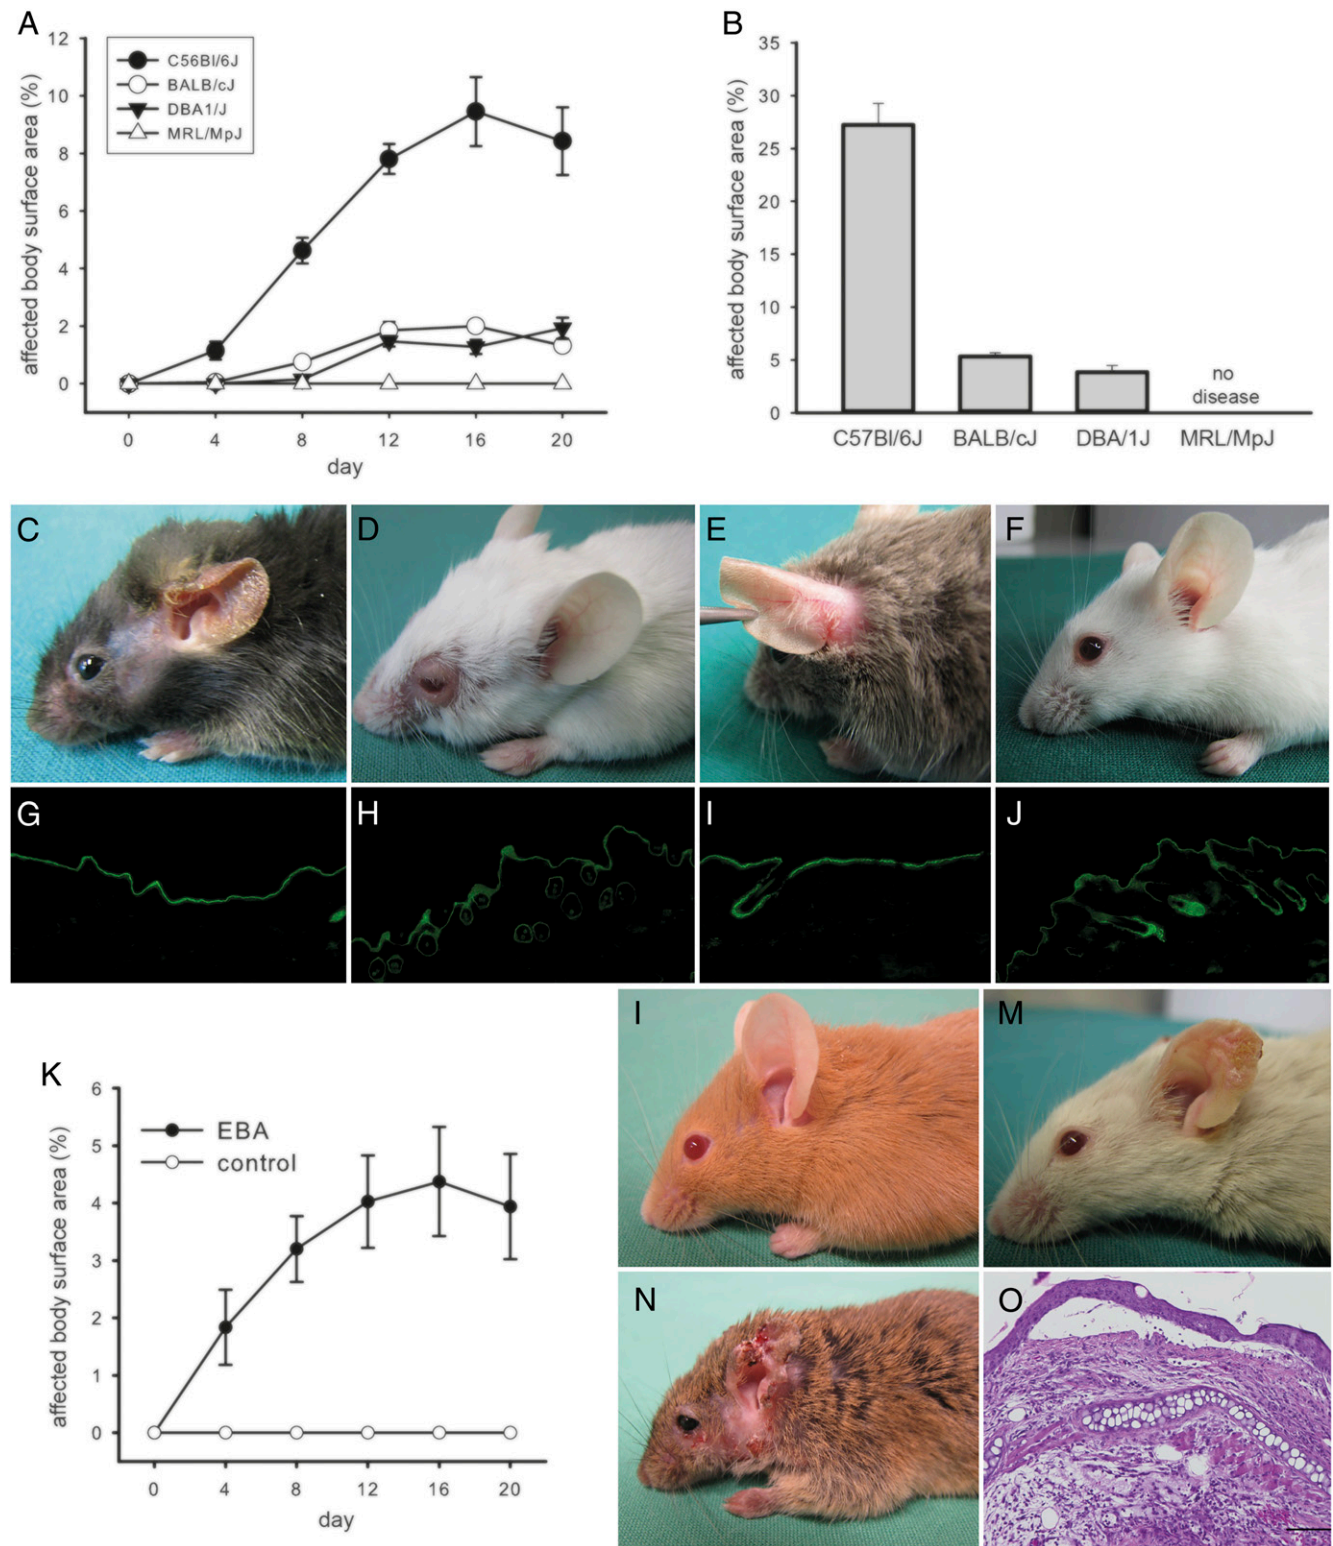 A
B
12
10
8
6
4
2
0
affected body surface area (%)
C56Bl/6J
BALB/cJ
DBA1/J
MRL/MpJ
0 4 8 12 16 20
day
35
30
25
20
15
10
5
0
affected body surface area (%)
no
disease
C57Bl/6J BALB/cJ DBA/1J MRL/MpJ
C
D
E
F
G
H
I
J
K
6
5
4
3
2
1
0
affected body surface area (%)
EBA
control
0 4 8 12 16 20
day
I
M
N
O